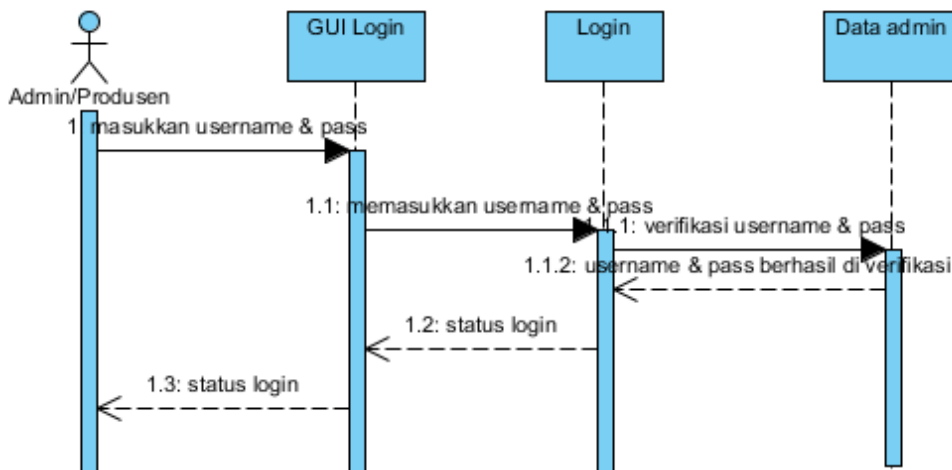 GUI Login
Login
Data admin
Admin/Produsen
1: masukkan username & pass
1.1: memasukkan username & pass
1.1.1: verifikasi username & pass
1.1.2: username & pass berhasil di verifikasi
1.2: status login
1.3: status login